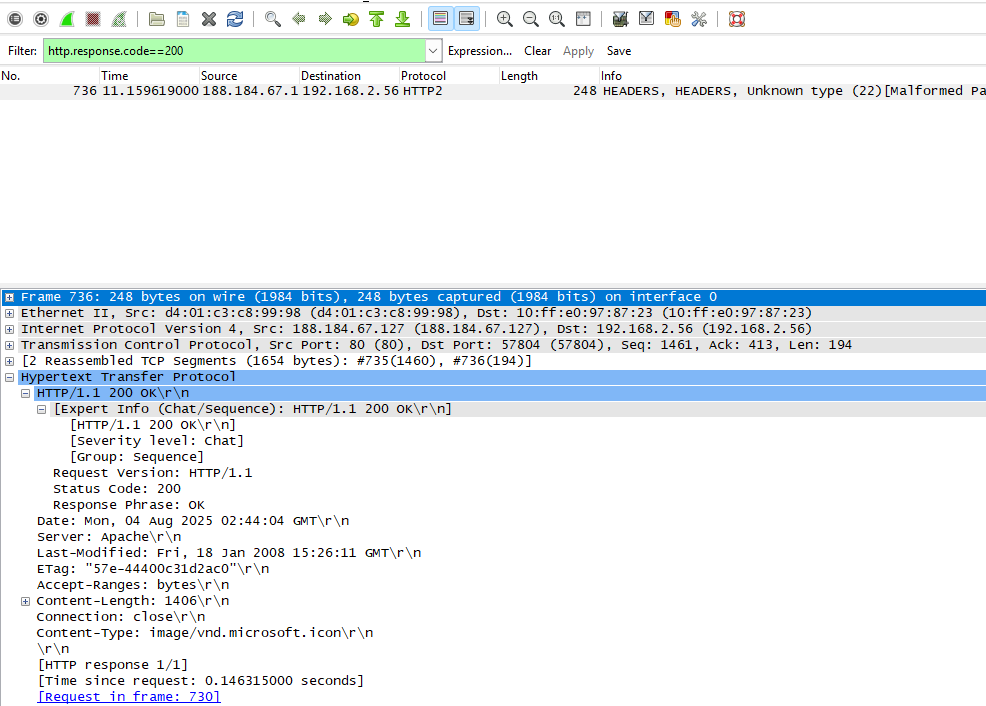 Filter: http.response.code==200 Expression... Clear Apply Save
No. Time Source Destination Protocol Length Info
736 11.159619000 188.184.67.1 192.168.2.56 HTTP2 248 HEADERS, HEADERS, Unknown type (22)[Malformed Pa
Frame 736: 248 bytes on wire (1984 bits), 248 bytes captured (1984 bits) on interface 0
Ethernet II, Src: d4:01:c3:c8:99:98 (d4:01:c3:c8:99:98), Dst: 10:ff:e0:97:87:23 (10:ff:e0:97:87:23)
Internet Protocol Version 4, Src: 188.184.67.127 (188.184.67.127), Dst: 192.168.2.56 (192.168.2.56)
Transmission Control Protocol, Src Port: 80 (80), Dst Port: 57804 (57804), Seq: 1461, Ack: 413, Len: 194
[2 Reassembled TCP Segments (1654 bytes): #735(1460), #736(194)]
Hypertext Transfer Protocol
HTTP/1.1 200 OK\r\n
[Expert Info (Chat/Sequence): HTTP/1.1 200 OK\r\n]
[HTTP/1.1 200 OK\r\n]
[Severity level: Chat]
[Group: Sequence]
Request Version: HTTP/1.1
Status Code: 200
Response Phrase: OK
Date: Mon, 04 Aug 2025 02:44:04 GMT\r\n
Server: Apache\r\n
Last-Modified: Fri, 18 Jan 2008 15:26:11 GMT\r\n
ETag: "57e-44400c31d2ac0"\r\n
Accept-Ranges: bytes\r\n
Content-Length: 1406\r\n
Connection: close\r\n
Content-Type: image/vnd.microsoft.icon\r\n
\r\n
[HTTP response 1/1]
[Time since request: 0.146315000 seconds]
[Request in frame: 730]